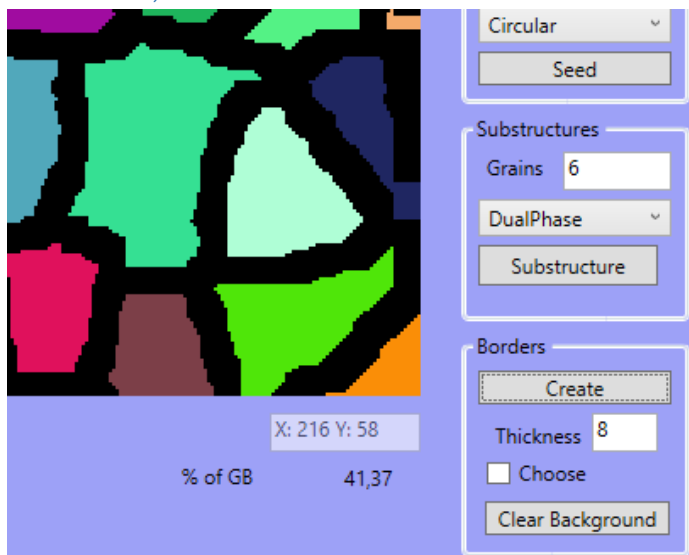 Circular
Seed
Substructures
Grains 6
DualPhase
Substructure
Borders
Create
X: 216 Y: 58
Thickness 8
% of GB 41,37
Choose
Clear Background